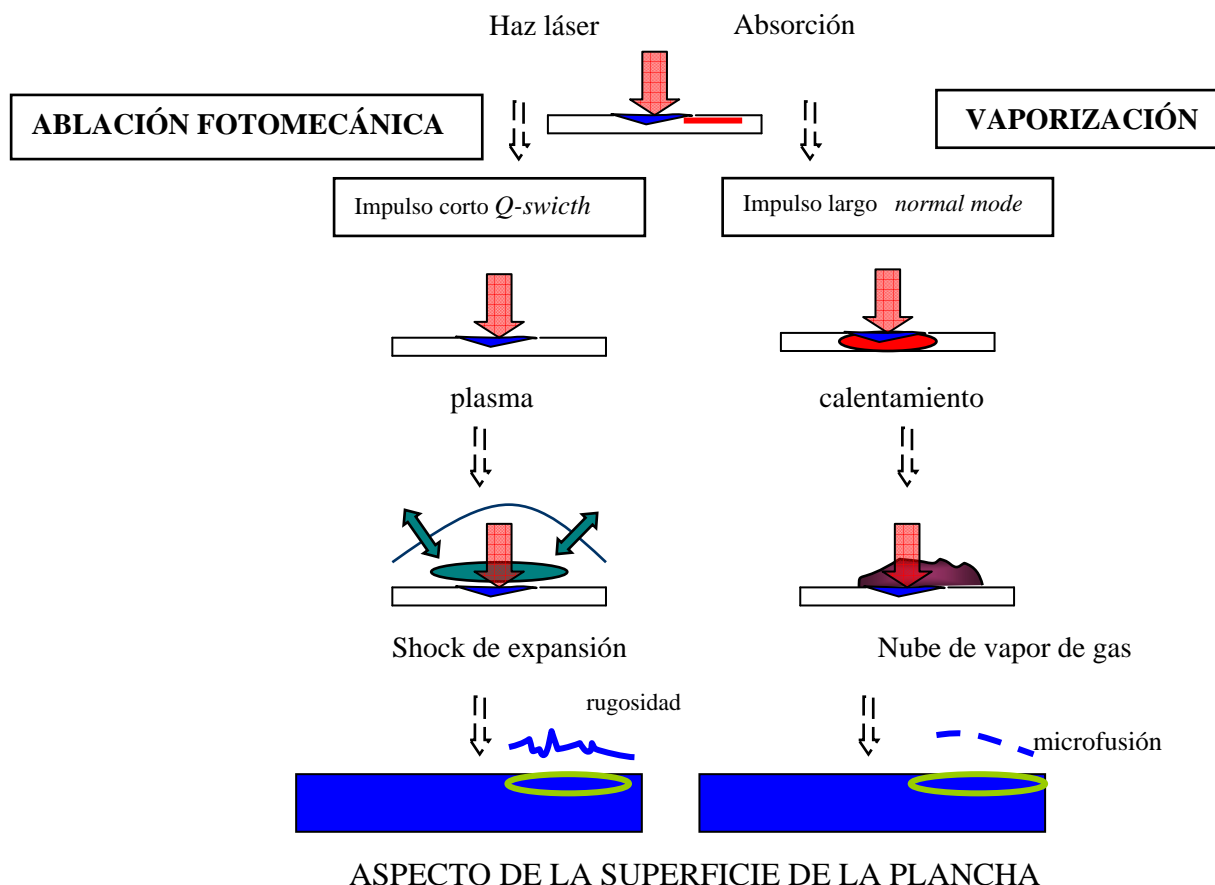 Haz láser
Absorción
ABLACIÓN FOTOMECÁNICA
VAPORIZACIÓN
Impulso corto Q-swicth
Impulso largo normal mode
plasma
calentamiento
Shock de expansión
Nube de vapor de gas
rugosidad
microfusión
ASPECTO DE LA SUPERFICIE DE LA PLANCHA